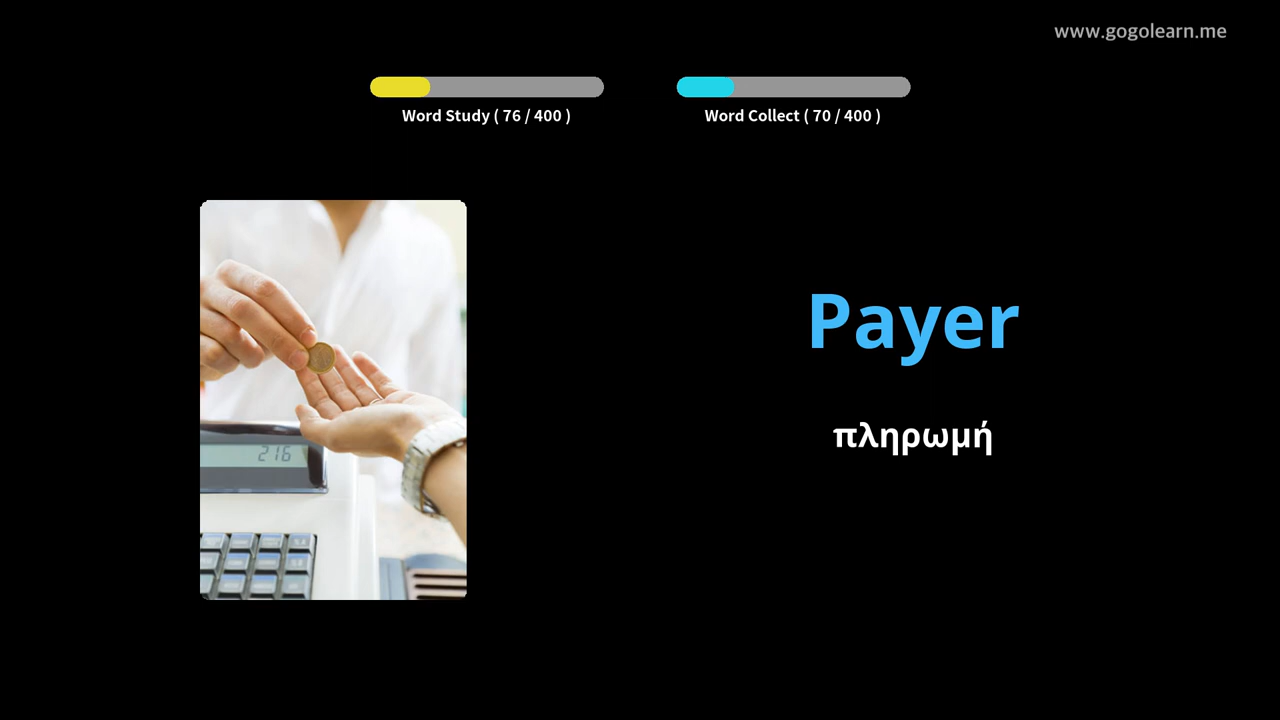 www.gogolearn.me
Word Study ( 76 / 400 )
Word Collect ( 70 / 400 )
216
Payer
πληρωμή